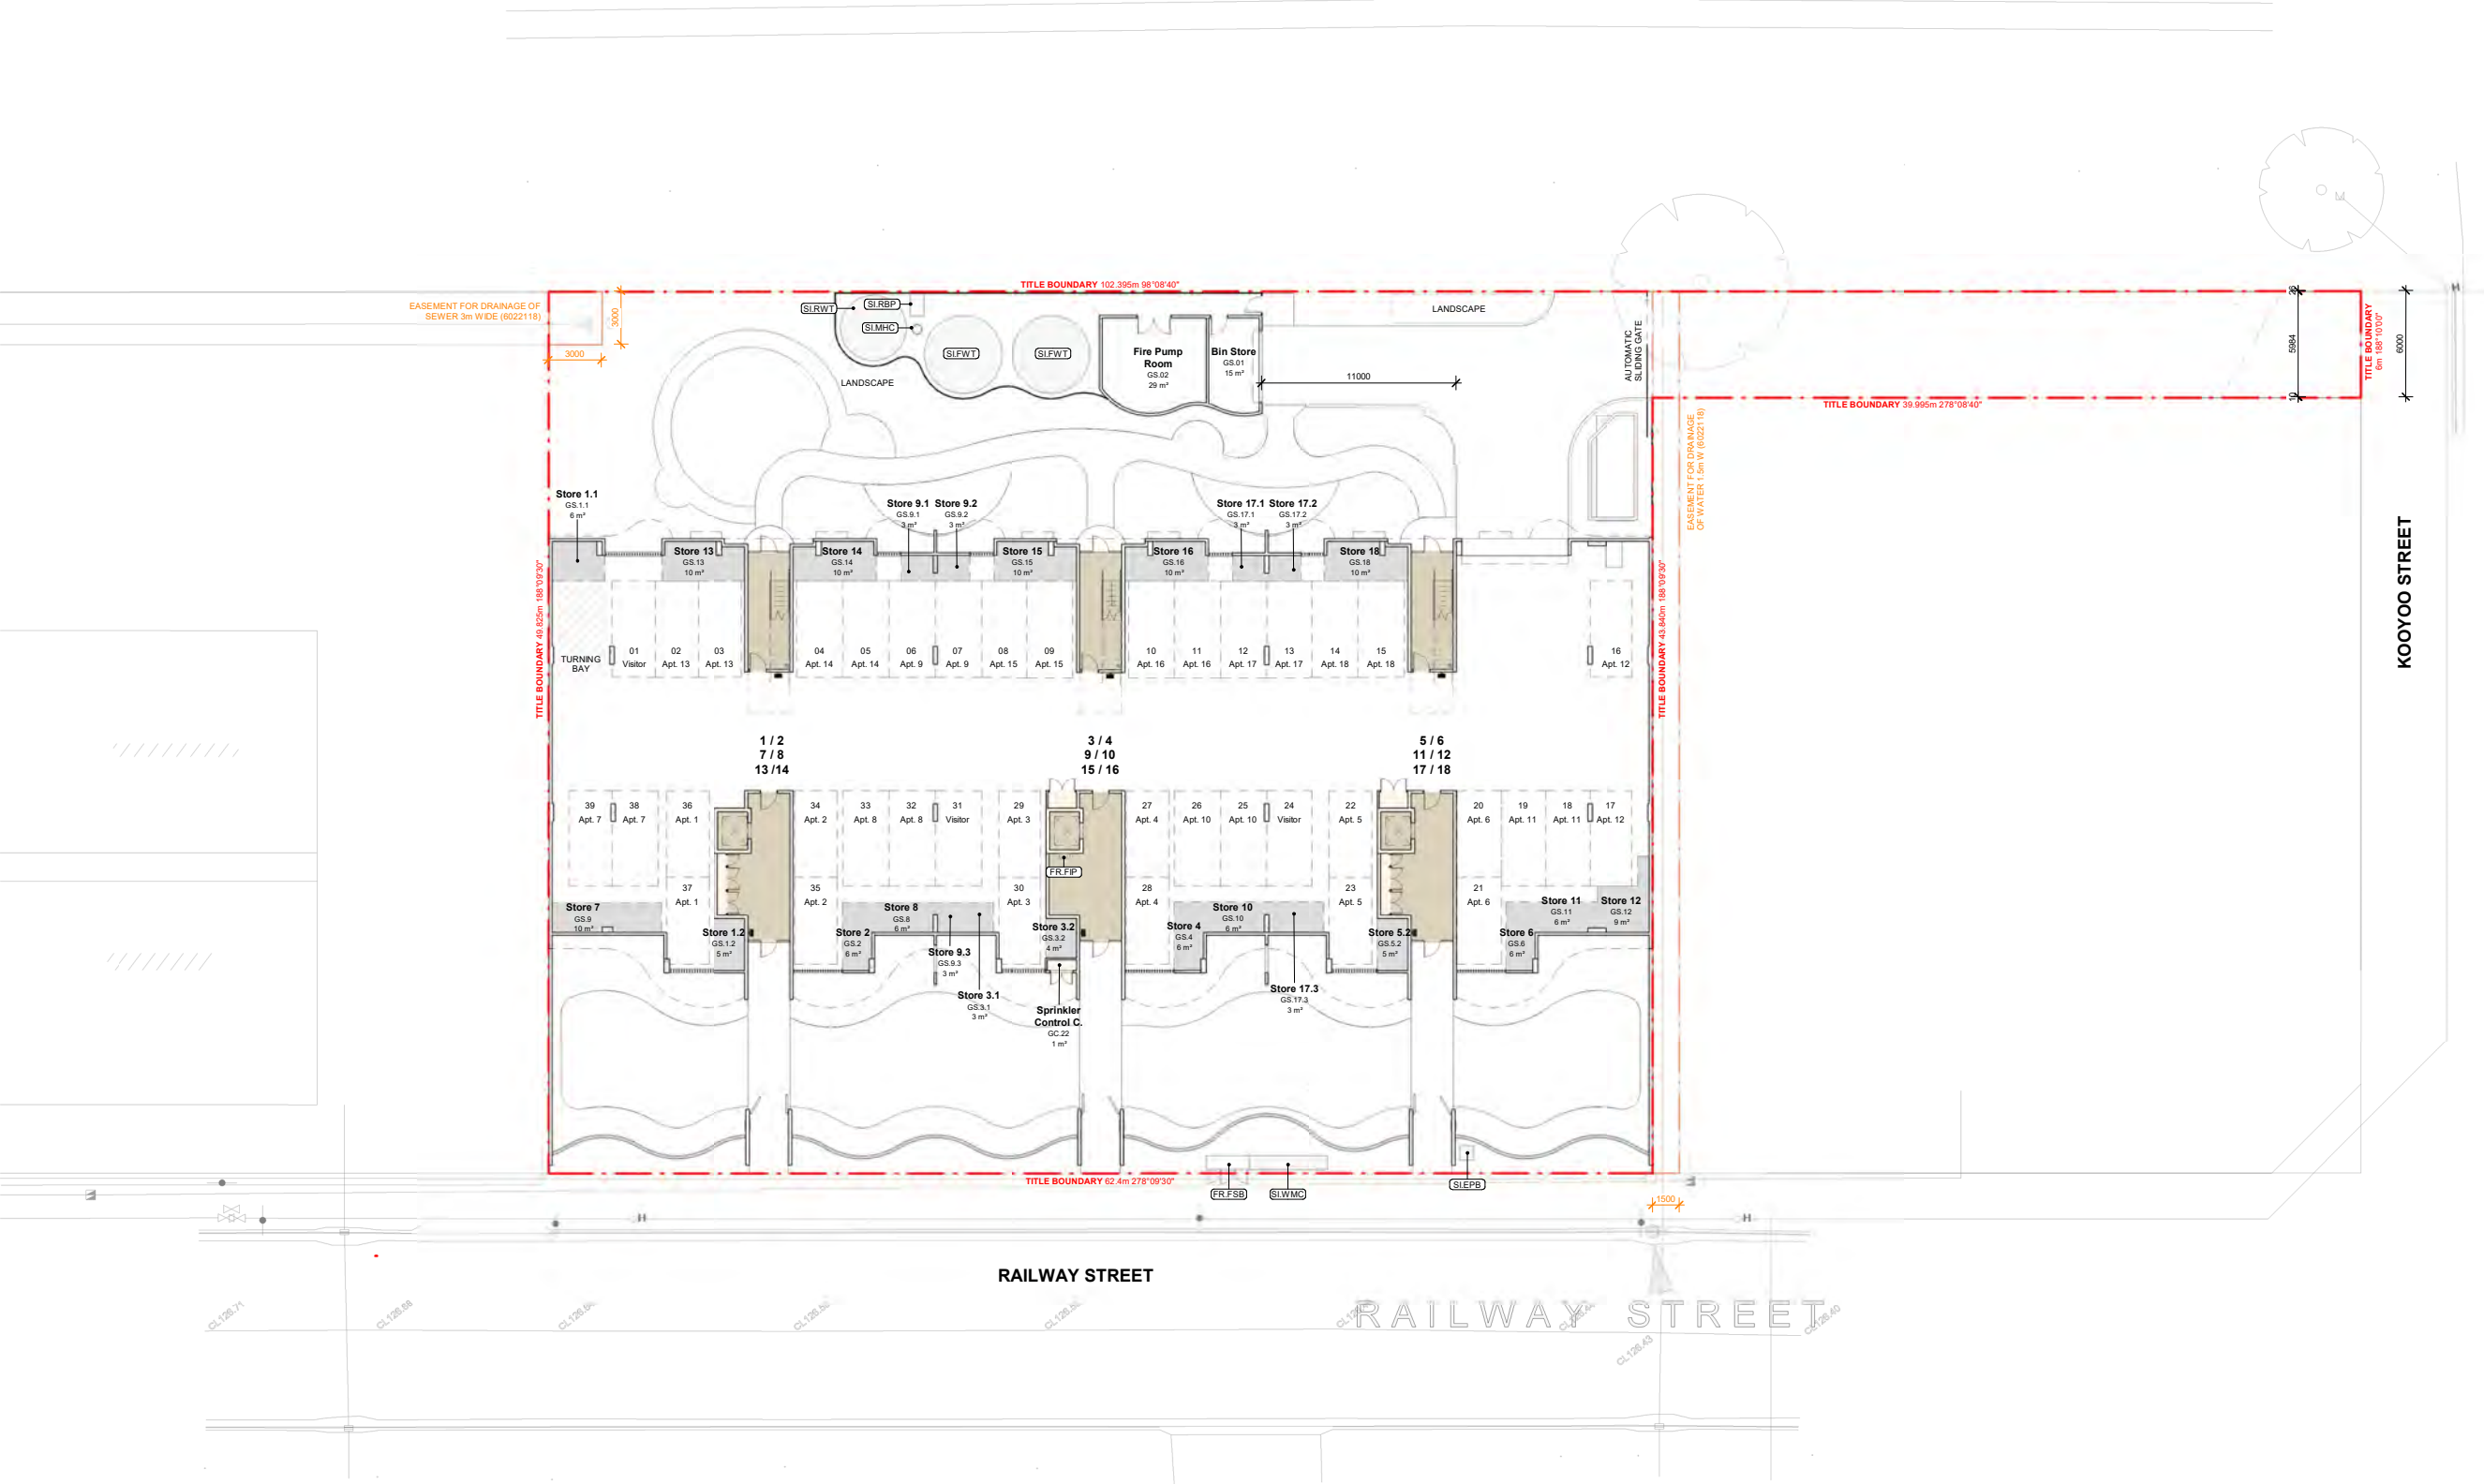 TITLE BOUNDARY 102.395m 98°08'40"
EASEMENT FOR DRAINAGE OF
SEWER 3m WIDE (6022118)
3000
3000
SI.RWT
SI.RBP
SI.MHC
SI.FWT
SI.FWT
LANDSCAPE
Fire Pump
Room
GS.02
29 m²
Bin Store
GS.01
15 m²
11000
LANDSCAPE
AUTOMATIC
SLIDING GATE
5984
10
TITLE BOUNDARY
6m 188°10'00"
6000
TITLE BOUNDARY 39.995m 278°08'40"
EASEMENT FOR DRAINAGE
OF WATER 1.5m W (6022118)
KOOYOO STREET
TITLE BOUNDARY 49.825m 188°09'30"
TITLE BOUNDARY 43.840m 188°09'30"
Store 1.1
GS.1.1
6 m²
Store 13
GS.13
10 m²
Store 14
GS.14
10 m²
Store 9.1
GS.9.1
3 m²
Store 9.2
GS.9.2
3 m²
Store 15
GS.15
10 m²
Store 16
GS.16
10 m²
Store 17.1
GS.17.1
3 m²
Store 17.2
GS.17.2
3 m²
Store 18
GS.18
10 m²
TURNING
BAY
01
Visitor
02
Apt. 13
03
Apt. 13
04
Apt. 14
05
Apt. 14
06
Apt. 9
07
Apt. 9
08
Apt. 15
09
Apt. 15
10
Apt. 16
11
Apt. 16
12
Apt. 17
13
Apt. 17
14
Apt. 18
15
Apt. 18
16
Apt. 12
1 / 2
7 / 8
13 /14
3 / 4
9 / 10
15 / 16
5 / 6
11 / 12
17 / 18
39
Apt. 7
38
Apt. 7
36
Apt. 1
34
Apt. 2
33
Apt. 8
32
Apt. 8
31
Visitor
29
Apt. 3
27
Apt. 4
26
Apt. 10
25
Apt. 10
24
Visitor
22
Apt. 5
20
Apt. 6
19
Apt. 11
18
Apt. 11
17
Apt. 12
FR.FIP
37
Apt. 1
35
Apt. 2
30
Apt. 3
28
Apt. 4
23
Apt. 5
21
Apt. 6
Store 7
GS.9
10 m²
Store 1.2
GS.1.2
5 m²
Store 2
GS.2
6 m²
Store 8
GS.8
6 m²
Store 9.3
GS.9.3
3 m²
Store 3.1
GS.3.1
3 m²
Store 3.2
GS.3.2
4 m²
Sprinkler
Control C.
GC.22
1 m²
Store 4
GS.4
6 m²
Store 10
GS.10
6 m²
Store 17.3
GS.17.3
3 m²
Store 5.2
GS.5.2
5 m²
Store 6
GS.6
6 m²
Store 11
GS.11
6 m²
Store 12
GS.12
9 m²
TITLE BOUNDARY 62.4m 278°09'30"
FR.FSB
SI.WMC
SI.EPB
1500
H
H
H
M
RAILWAY STREET
RAILWAY STREET
CL126.71
CL126.68
CL126.40
CL126.43